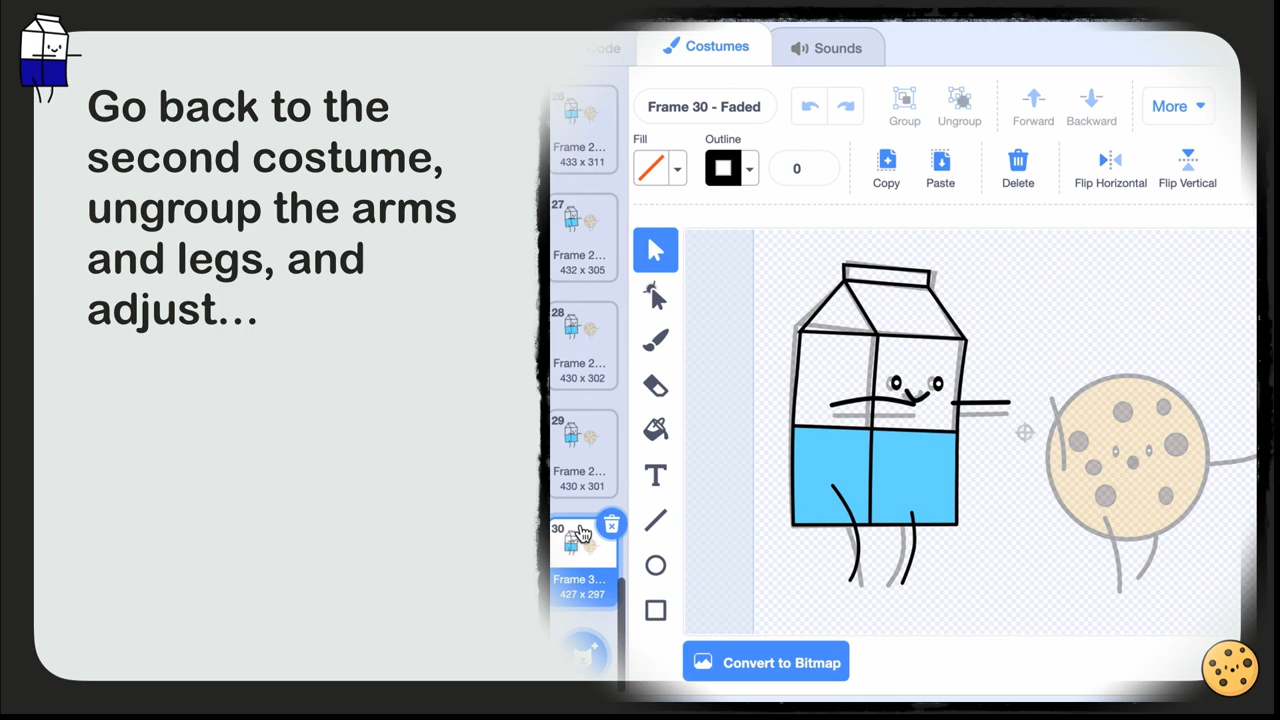 Go back to the
second costume,
ungroup the arms
and legs, and
adjust...
Code
Costumes
Sounds
Frame 30 - Faded
Group
Ungroup
Forward
Backward
More
Fill
Outline
0
Copy
Paste
Delete
Flip Horizontal
Flip Vertical
26
Frame 2...
433 x 311
27
Frame 2...
432 x 305
28
Frame 2...
430 x 302
29
Frame 2...
430 x 301
30
Frame 3...
427 x 297
T
Convert to Bitmap